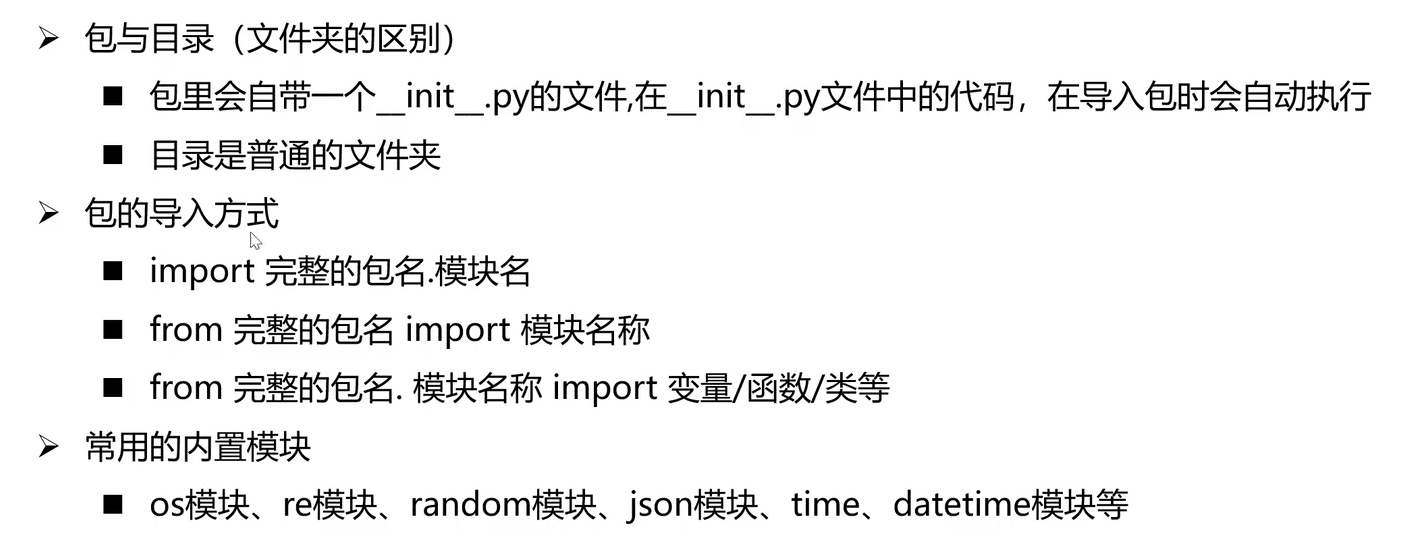 包与目录（文件夹的区别）
包里会自带一个__init__.py的文件,在__init__.py文件中的代码，在导入包时会自动执行
目录是普通的文件夹
包的导入方式
import 完整的包名.模块名
from 完整的包名 import 模块名称
from 完整的包名. 模块名称 import 变量/函数/类等
常用的内置模块
os模块、re模块、random模块、json模块、time、datetime模块等